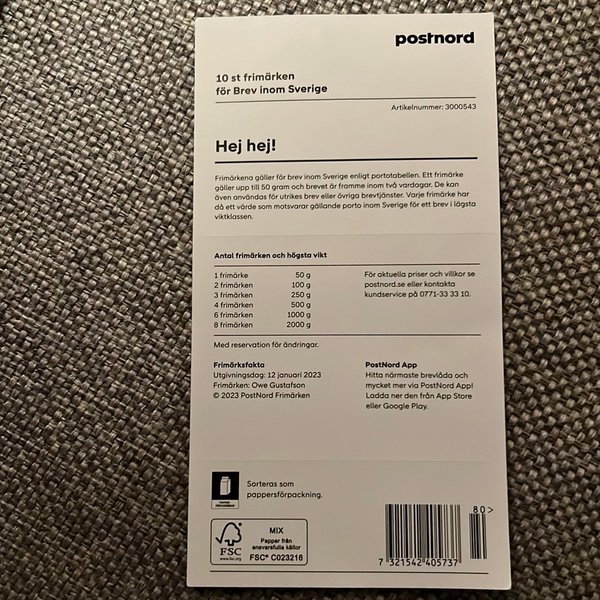 postnord
10 st frimärken
för Brev inom Sverige
Artikelnummer: 3000543
Hej hej!
Frimärkena gäller för brev inom Sverige enligt portotabellen. Ett frimärke
gäller upp till 50 gram och brevet är framme inom två vardagar. De kan
även användas för utrikes brev eller övriga brevtjänster. Varje frimärke har
då ett värde som motsvarar gällande porto inom Sverige för ett brev i lägsta
viktklassen.
Antal frimärken och högsta vikt
1 frimärke 50 g
2 frimärken 100 g
3 frimärken 250 g
4 frimärken 500 g
6 frimärken 1000 g
8 frimärken 2000 g
För aktuella priser och villkor se
postnord.se eller kontakta
kundservice på 0771-33 33 10.
Med reservation för ändringar.
Frimärksfakta
Utgivningsdag: 12 januari 2023
Frimärken: Owe Gustafson
© 2023 PostNord Frimärken
PostNord App
Hitta närmaste brevlåda och
mycket mer via PostNord App!
Ladda ner den från App Store
eller Google Play.
Sorteras som
pappersförpackning.
FSC
www.fsc.org
MIX
Papper från
ansvarsfulla källor
FSC® C023216
80>
7 321542 405737